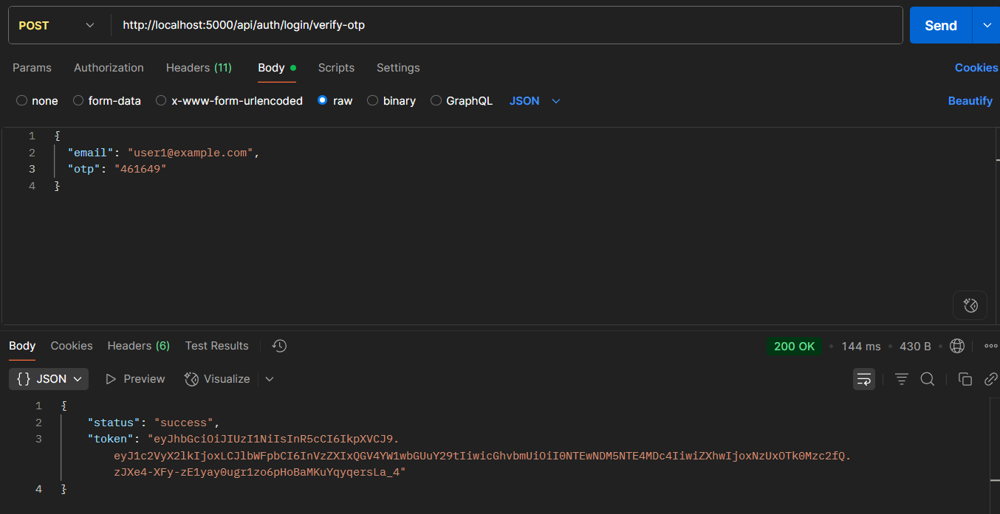 POST http://localhost:5000/api/auth/login/verify-otp Send
Params Authorization Headers (11) Body Scripts Settings Cookies
none form-data x-www-form-urlencoded raw binary GraphQL JSON Beautify
1 {
2 "email": "user1@example.com",
3 "otp": "461649"
4 }
Body Cookies Headers (6) Test Results 200 OK • 144 ms • 430 B •
{} JSON Preview Visualize
1 {
2 "status": "success",
3 "token": "eyJhbGciOiJIUzI1NiIsInR5cCI6IkpXVCJ9.
eyJ1c2VyX2lkIjoxLCJlbWFpbCI6InVzZXIxQGV4YW1wbGUuY29tIiwicGhvbmUiOiI0NTEwNDM5NTE4MDc4IiwiZXhwIjoxNzUxOTk0Mzc2fQ.
zJXe4-XFy-zE1yay0ugr1zo6pHoBaMKuYqyqersLa_4"
4 }